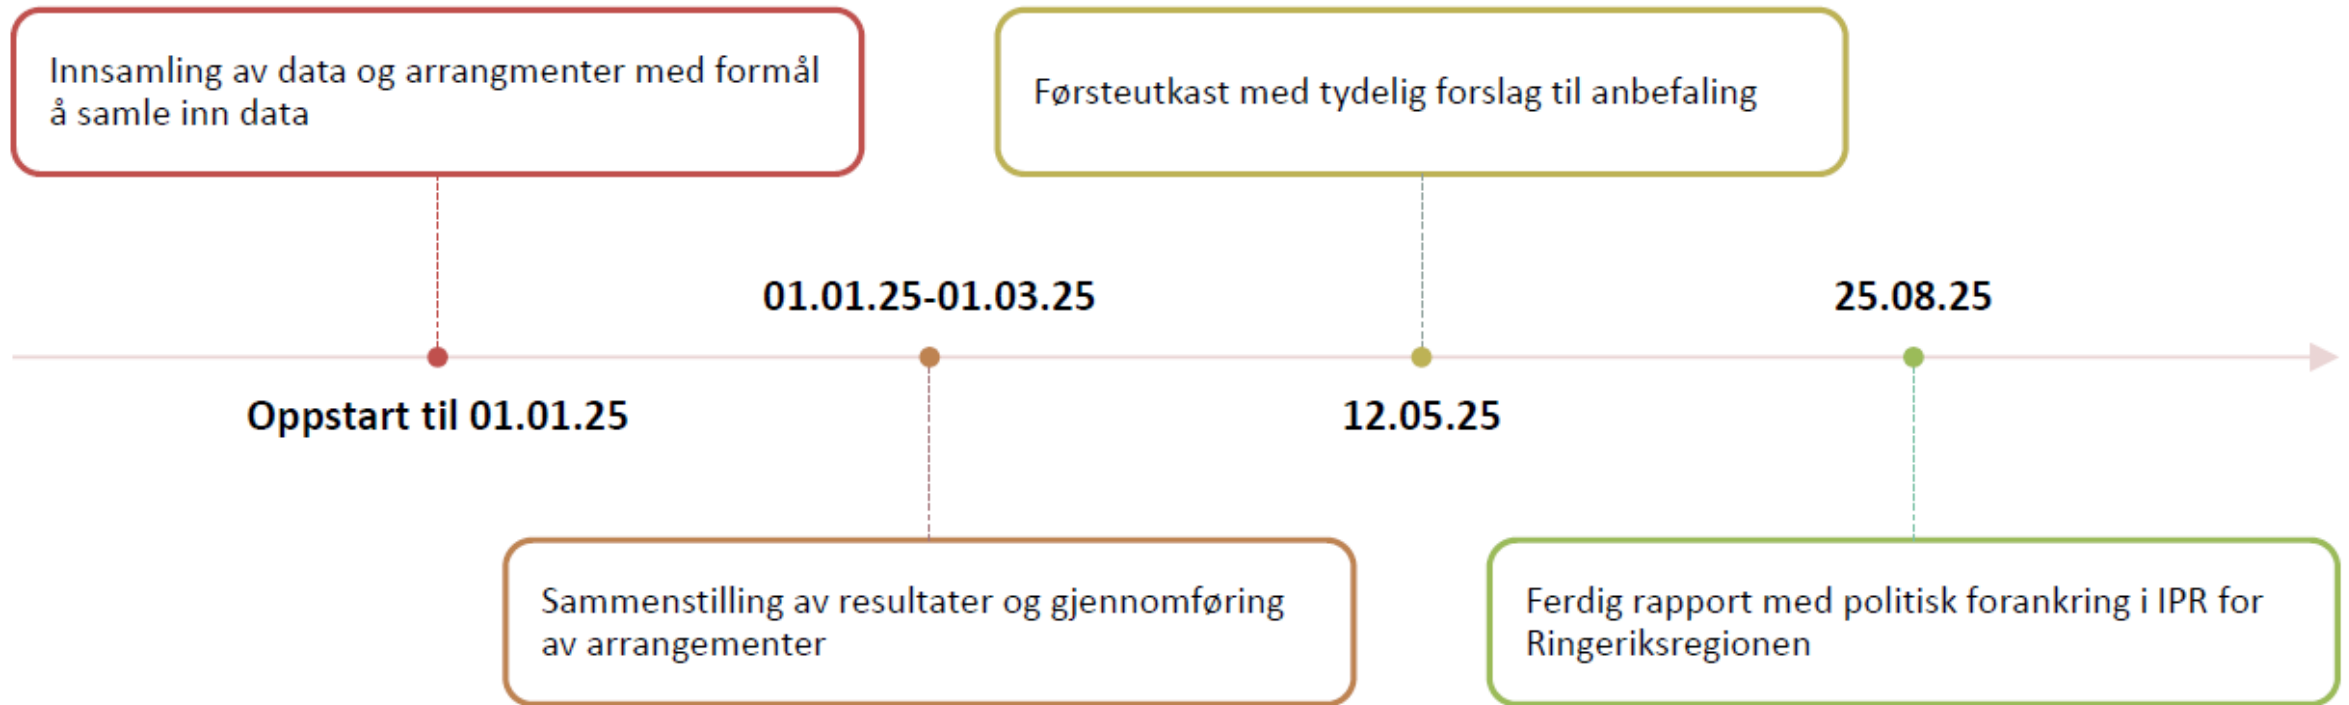 Innsamling av data og arrangmenter med formål
å samle inn data
Førsteutkast med tydelig forslag til anbefaling
01.01.25-01.03.25
25.08.25
Oppstart til 01.01.25
12.05.25
Sammenstilling av resultater og gjennomføring
av arrangementer
Ferdig rapport med politisk forankring i IPR for
Ringeriksregionen